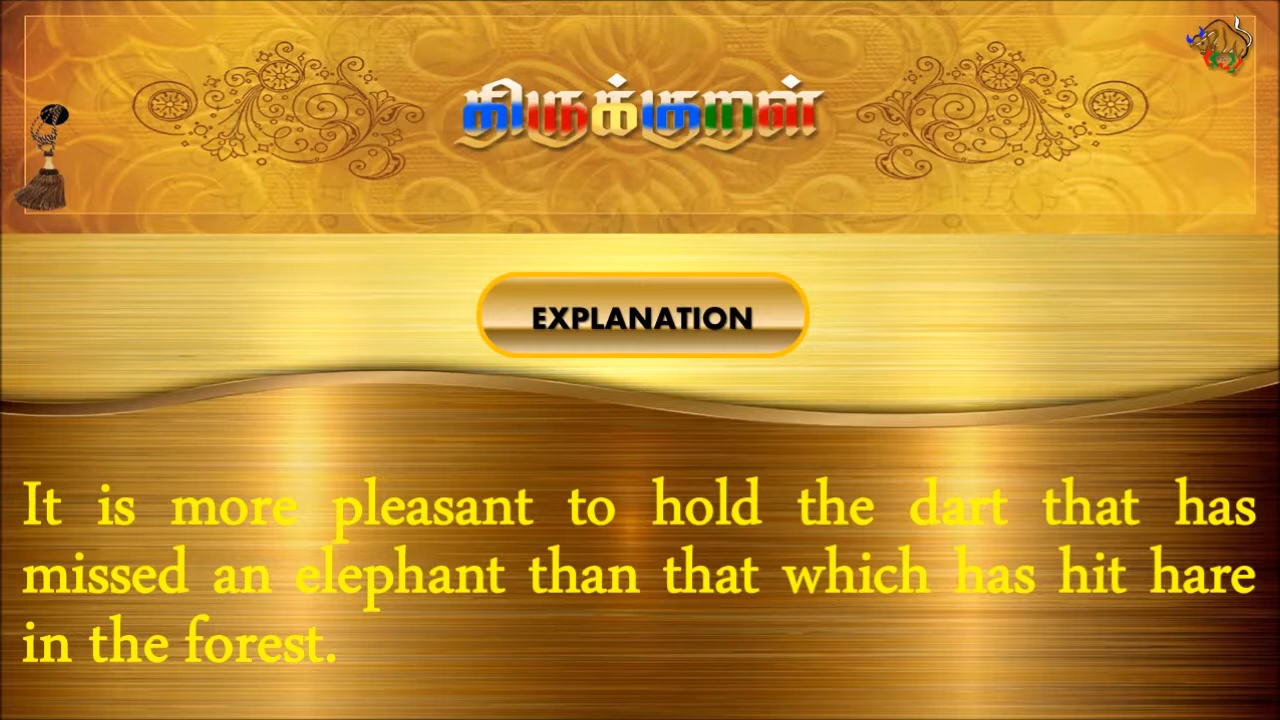 திருக்குறள்
EXPLANATION
It is more pleasant to hold the dart that has
missed an elephant than that which has hit hare
in the forest.